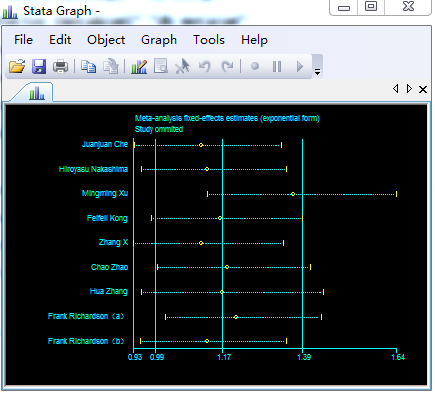 Stata Graph -
File Edit Object Graph Tools Help
Meta-analysis fixed-effects estimates (exponential form)
Study ommited
Juanjuan Che
Hiroyasu Nakashima
Mingming Xu
Feifeii Kong
Zhang X
Chao Zhao
Hua Zhang
Frank Richardson（a）
Frank Richardson（b）
0.93 0.99 1.17 1.39 1.64